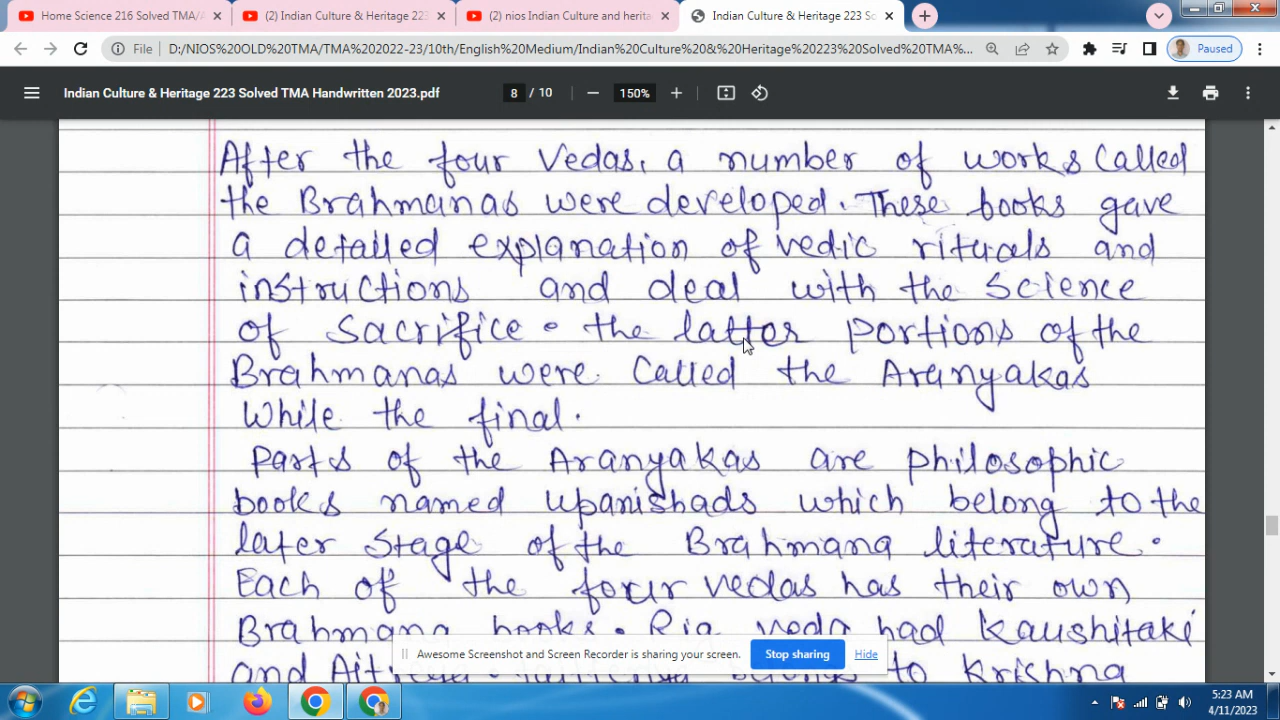 Home Science 216 Solved TMA/A
(2) Indian Culture & Heritage 223
(2) nios Indian culture and herita
Indian Culture & Heritage 223 So
File D:/NIOS%20OLD%20TMA/TMA%202022-23/10th/English%20Medium/Indian%20Culture%20&%20Heritage%20223%20Solved%20TMA%...
Paused
Indian Culture & Heritage 223 Solved TMA Handwritten 2023.pdf
8 / 10
150%
After the four Vedas, a number of works called
the Brahmanas were developed. These books gave
a detailed explanation of vedic rituals and
instructions and deal with the science
of Sacrifice. the latter portions of the
Brahmanas were called the Aranyakas
while the final.
Parts of the Aranyakas are philosophic
books named upanishads which belong to the
later stage of the Brahmana literature.
Each of the four vedas has their own
Brahmana books. Rig veda had Kaushitaki
and to Krishna
Awesome Screenshot and Screen Recorder is sharing your screen.
Stop sharing
Hide
5:23 AM
4/11/2023